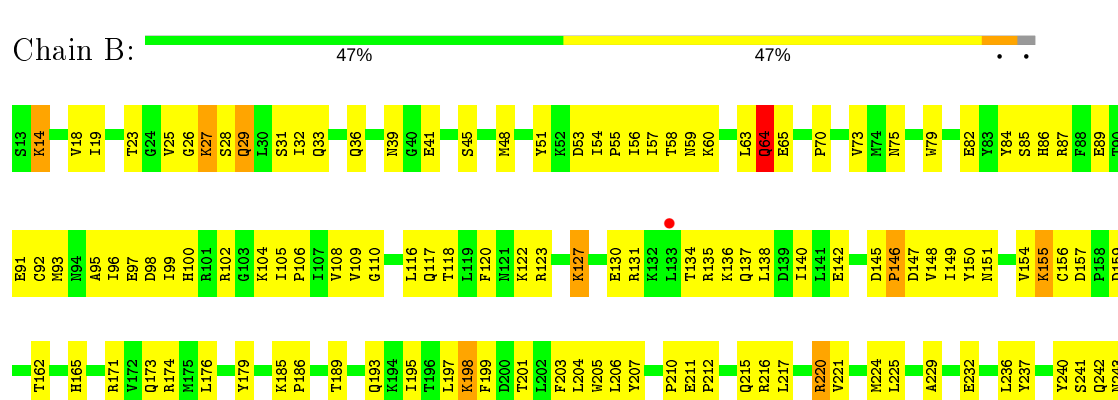 Chain B:
47% 47% • •
S13 K14 V18 I19 T23 G24 V25 G26 K27 S28 Q29 L30 S31 I32 Q33 Q36 N39 G40 E41 S45 M48 Y51 K52 D53 I54 P55 I56 I57 T58 N59 K60 L63 Q64 E65 P70 V73 M74 N75 W79 E82 Y83 Y84 S85 H86 R87 F88 E89 T90
E91 C92 M93 N94 A95 I96 E97 D98 I99 H100 R101 R102 G103 K104 I105 P106 I107 V108 V109 G110 L116 Q117 T118 L119 F120 N121 K122 R123 K127 E130 R131 K132 L133 T134 R135 K136 Q137 L138 D139 I140 L141 E142 D145 P146 D147 V148 I149 Y150 N151 V154 K155 C156 D157 P158 D159
T162 H165 R171 V172 Q173 R174 M175 L176 Y179 K185 P186 T189 Q193 K194 I195 T196 L197 K198 F199 D200 T201 L202 F203 L204 W205 L206 Y207 P210 E211 P212 Q215 R216 L217 R220 V221 M224 L225 A229 E232 L236 Y237 Y240 S241 Q242 N243